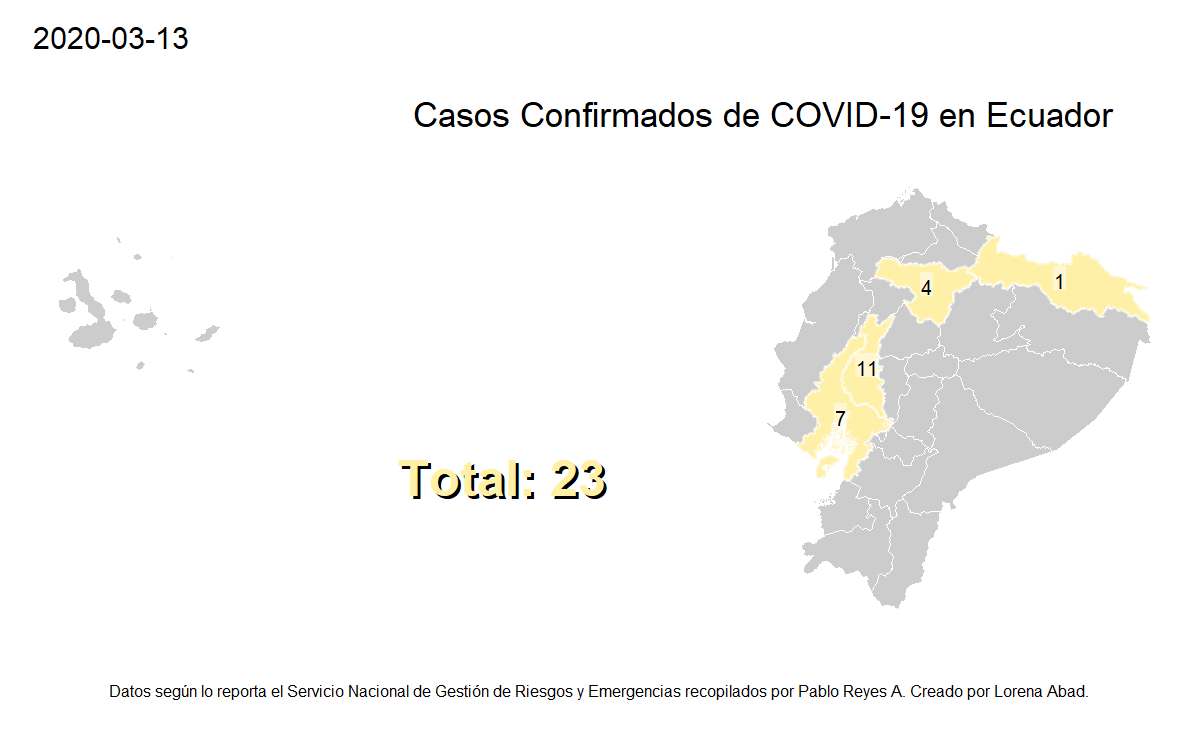 2020-03-13
Casos Confirmados de COVID-19 en Ecuador
4
1
11
7
Total: 23
Datos según lo reporta el Servicio Nacional de Gestión de Riesgos y Emergencias recopilados por Pablo Reyes A. Creado por Lorena Abad.